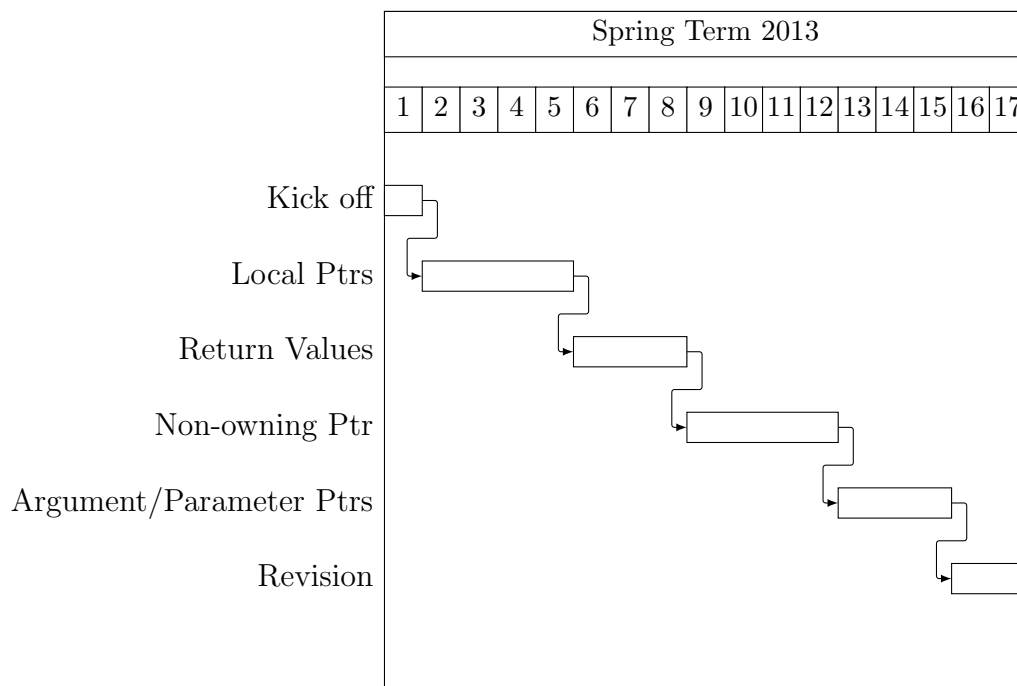 Spring Term 2013
1 2 3 4 5 6 7 8 9 10 11 12 13 14 15 16 17
Kick off
Local Ptrs
Return Values
Non-owning Ptr
Argument/Parameter Ptrs
Revision